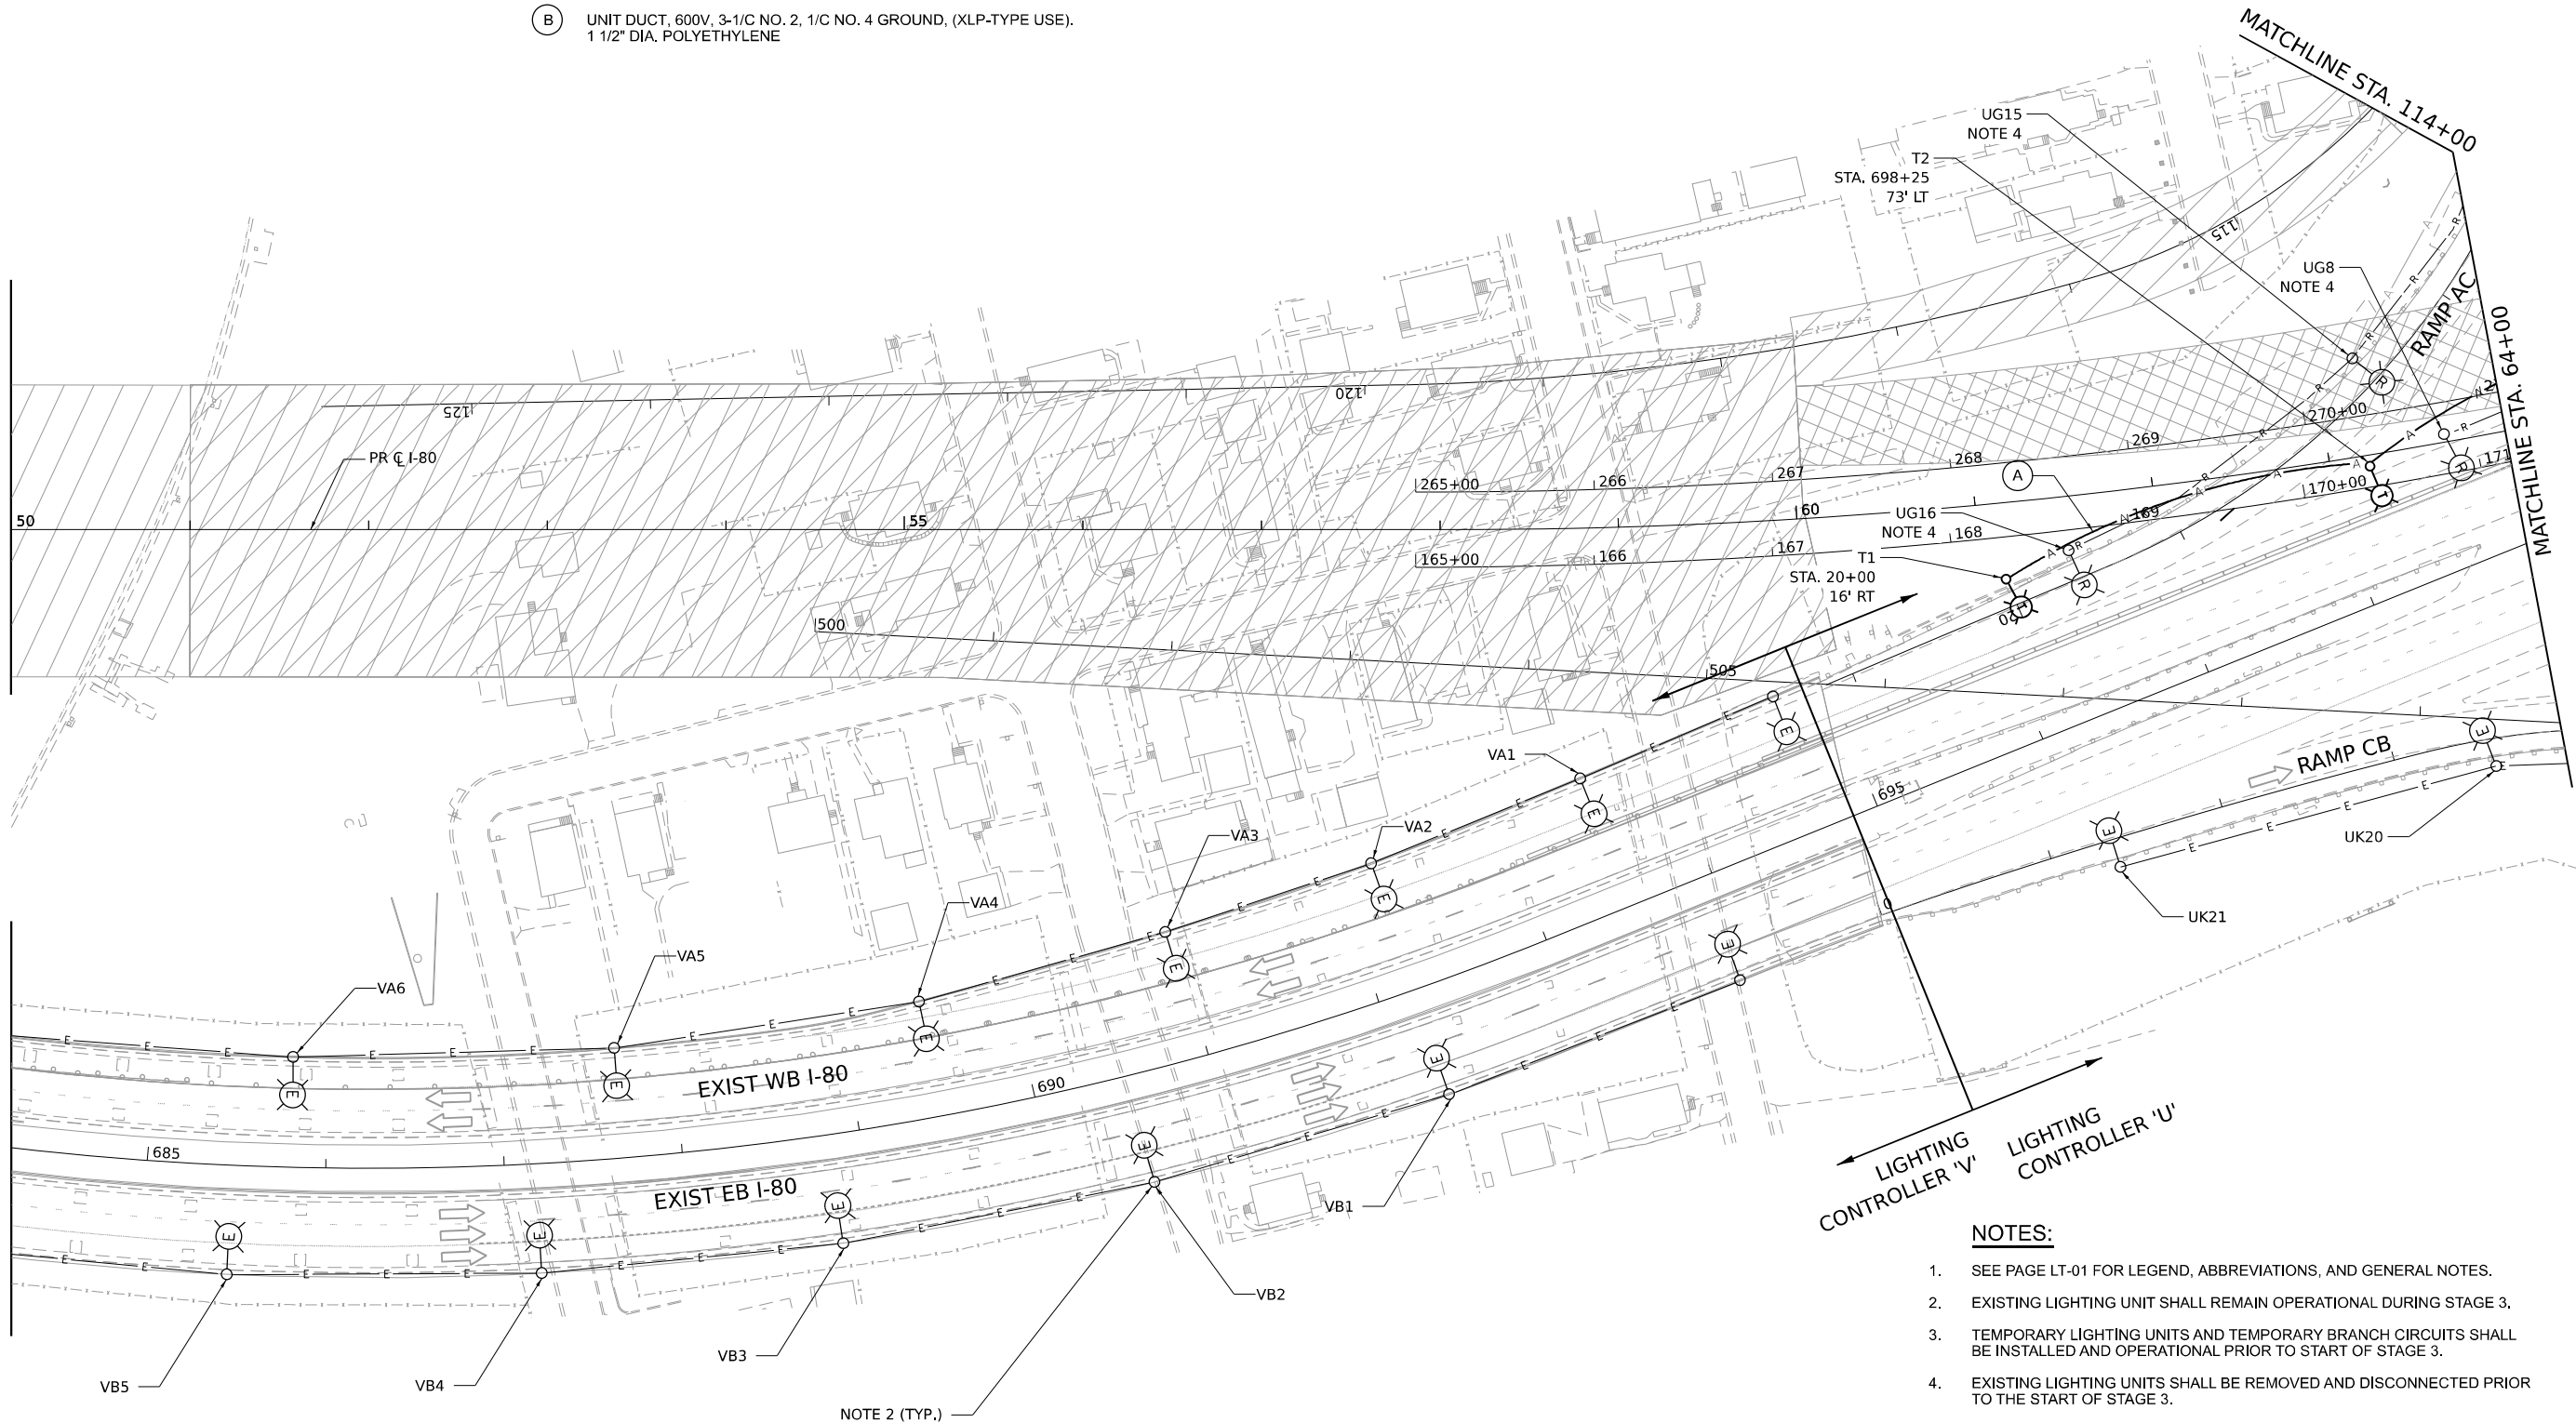 B
UNIT DUCT, 600V, 3-1/C NO. 2, 1/C NO. 4 GROUND, (XLP-TYPE USE).
1 1/2" DIA. POLYETHYLENE
MATCHLINE STA. 114+00
UG15
NOTE 4
T2
STA. 698+25
73' LT
115
UG8
NOTE 4
RAMP AC
MATCHLINE STA. 64+00
125
120
2
270+00
PR ℄ I-80
269
268
267
266
265+00
171
170+00
A
50
55
60
UG16
NOTE 4
169
168
167
166
165+00
T1
STA. 20+00
16' RT
20
T
T
R
R
R
R
500
505
VA1
VA2
VA3
VA4
VA5
VA6
695
RAMP CB
UK20
UK21
EXIST WB I-80
690
685
EXIST EB I-80
VB1
VB2
VB3
VB4
VB5
NOTE 2 (TYP.)
LIGHTING
CONTROLLER 'V'
LIGHTING
CONTROLLER 'U'
NOTES:
1. SEE PAGE LT-01 FOR LEGEND, ABBREVIATIONS, AND GENERAL NOTES.
2. EXISTING LIGHTING UNIT SHALL REMAIN OPERATIONAL DURING STAGE 3.
3. TEMPORARY LIGHTING UNITS AND TEMPORARY BRANCH CIRCUITS SHALL
BE INSTALLED AND OPERATIONAL PRIOR TO START OF STAGE 3.
4. EXISTING LIGHTING UNITS SHALL BE REMOVED AND DISCONNECTED PRIOR
TO THE START OF STAGE 3.